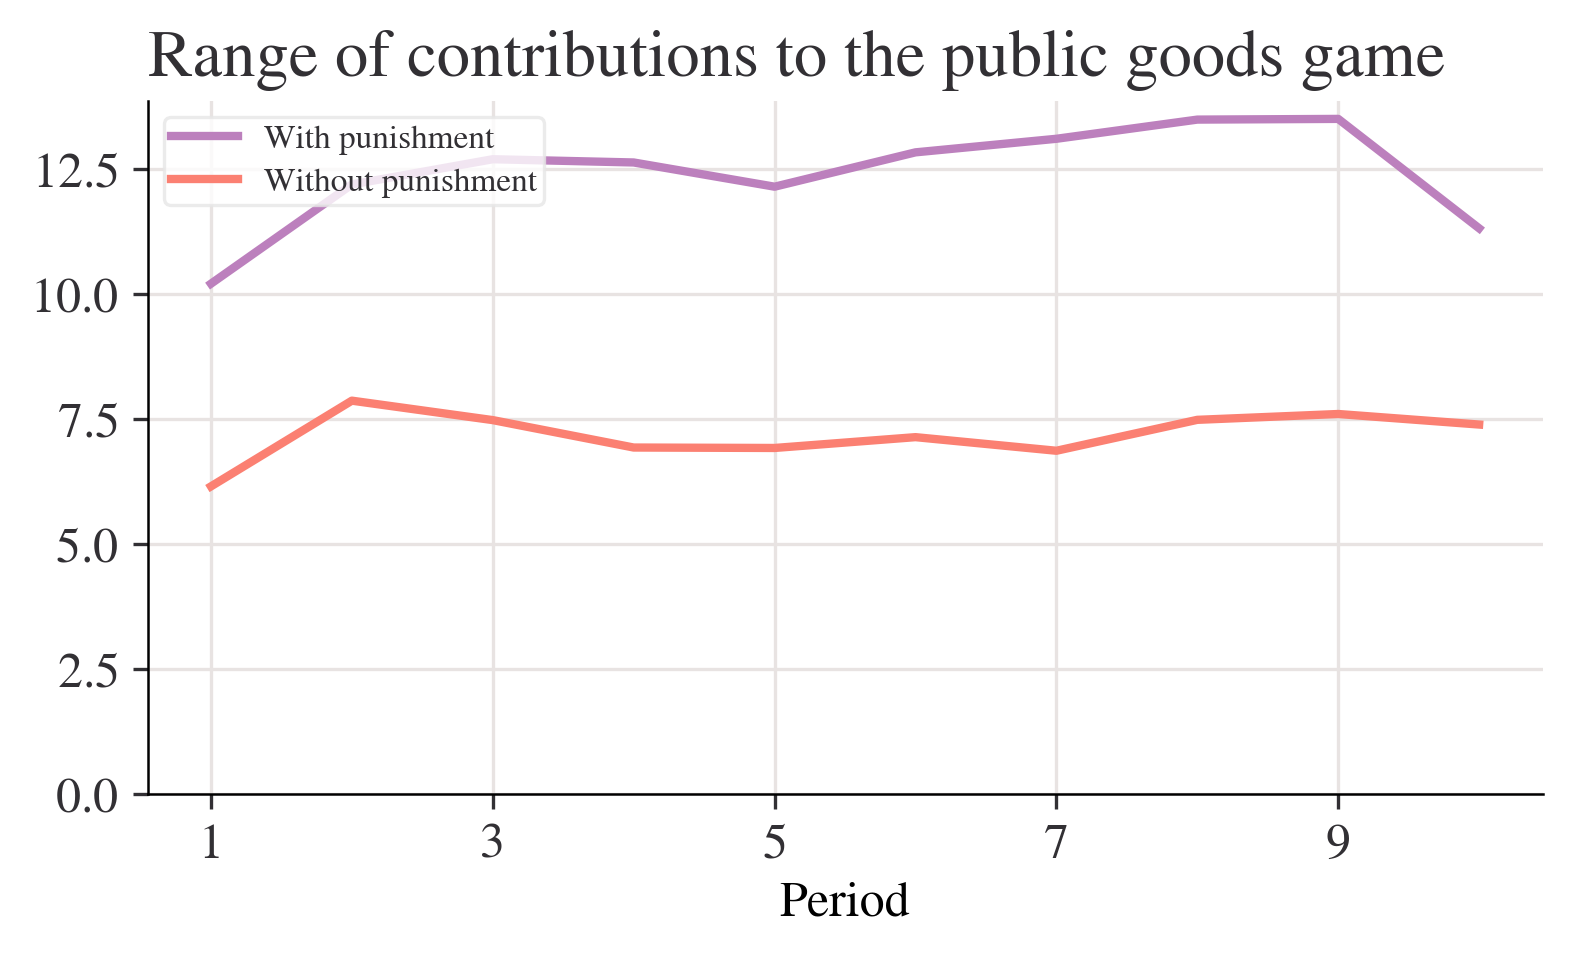 Range of contributions to the public goods game
With punishment
Without punishment
12.5
10.0
7.5
5.0
2.5
0.0
1 3 5 7 9
Period